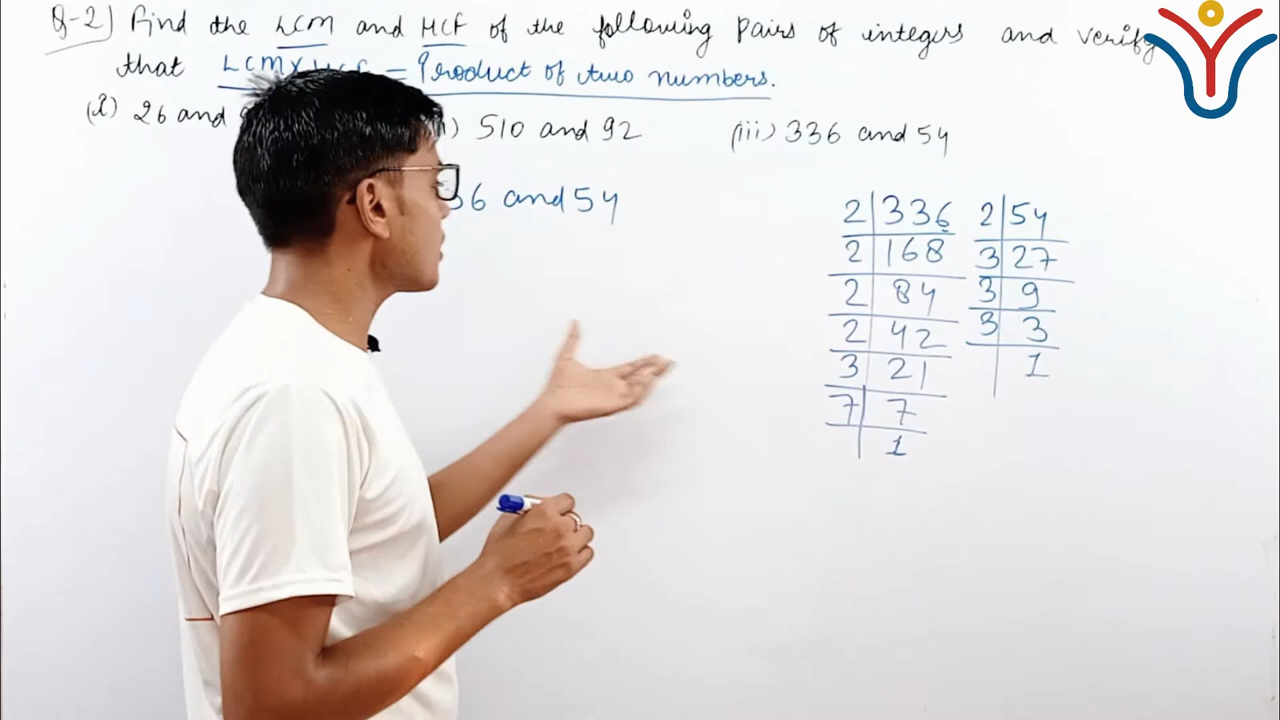 Q-2) Find the LCM and HCF of the following Pairs of integers and verify
that LCM X HCF = Product of two numbers.
(i) 26 and 9 i) 510 and 92 (iii) 336 and 54
36 and 54
2 336 2 54
2 168 3 27
2 84 3 9
2 42 3 3
3 21 1
7 7
1